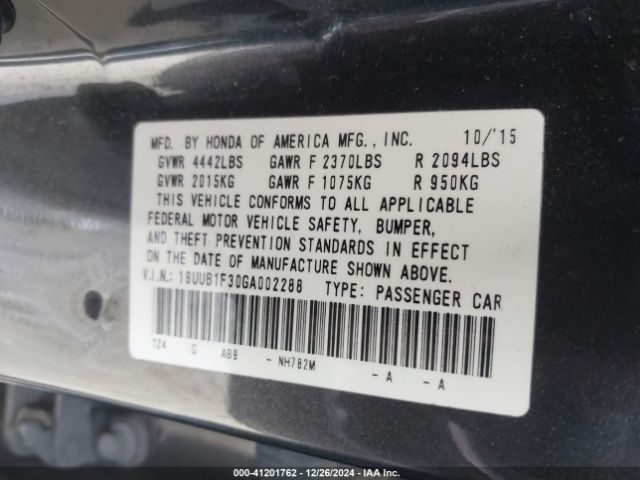 MFD. BY HONDA OF AMERICA MFG., INC. 10/'15
GVWR 4442LBS GAWR F 2370LBS R 2094LBS
GVWR 2015KG GAWR F 1075KG R 950KG
THIS VEHICLE CONFORMS TO ALL APPLICABLE
FEDERAL MOTOR VEHICLE SAFETY, BUMPER,
AND THEFT PREVENTION STANDARDS IN EFFECT
ON THE DATE OF MANUFACTURE SHOWN ABOVE.
V.I.N.: 19UUB1F30GA002288 TYPE: PASSENGER CAR
TZ4 G AB9 - NH782M - A - A
000-41201762 - 12/26/2024 - IAA Inc.